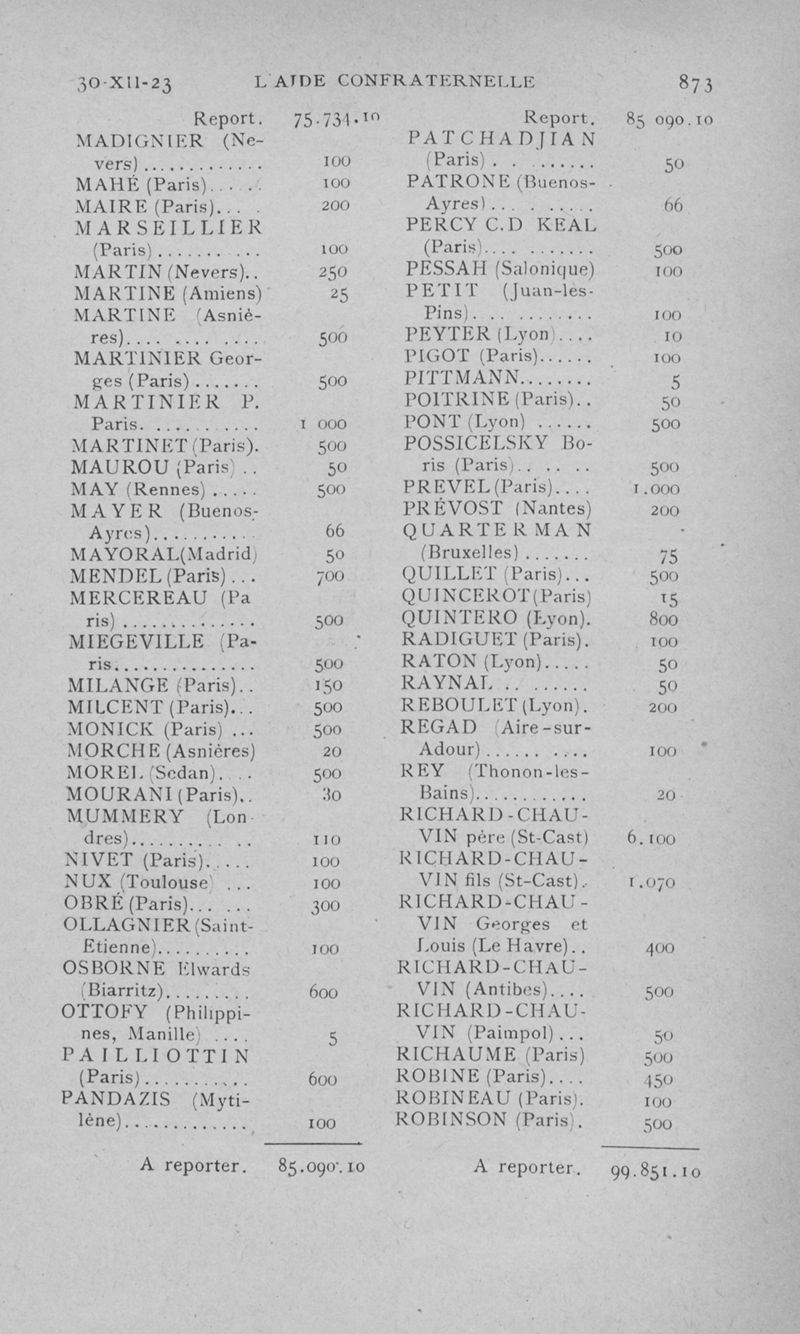 30-XII-23 L'AIDE CONFRATERNELLE 873
Report. 75.734.10
MADIGNIER (Ne-
vers)............. 100
MAHÉ (Paris)..... 100
MAIRE (Paris).... 200
MARSEILLIER
(Paris)........... 100
MARTIN (Nevers).. 250
MARTINE (Amiens) 25
MARTINE (Asniè-
res).............. 500
MARTINIER Geor-
ges (Paris)....... 500
MARTINIER P.
Paris............. 1 000
MARTINET (Paris). 500
MAUROU (Paris) .. 50
MAY (Rennes) ..... 500
MAYER (Buenos-
Ayres)............ 66
MAYORAL(Madrid) 50
MENDEL (Paris)... 700
MERCEREAU (Pa
ris).............. 500
MIEGEVILLE (Pa-
ris............... 500
MILANGE (Paris).. 150
MILCENT (Paris)... 500
MONICK (Paris) ... 500
MORCHE (Asnières) 20
MOREL (Sedan).... 500
MOURANI (Paris).. 30
MUMMERY (Lon-
dres)............. 110
NIVET (Paris)..... 100
NUX (Toulouse) ... 100
OBRÉ (Paris)...... 300
OLLAGNIER (Saint-
Etienne).......... 100
OSBORNE Elwards
(Biarritz)......... 600
OTTOFY (Philippi-
nes, Manille) .... 5
PAILLIOTTIN
(Paris)........... 600
PANDAZIS (Myti-
lène)............. 100
A reporter. 85.090.10
Report. 85 090.10
PATCHADJIAN
(Paris) .......... 50
PATRONE (Buenos-
Ayres)........... 66
PERCY C.D KEAL
(Paris)........... 500
PESSAH (Salonique) 100
PETIT (Juan-les-
Pins)............ 100
PEYTER (Lyon).... 10
PIGOT (Paris)...... 100
PITTMANN........ 5
POITRINE (Paris).. 50
PONT (Lyon) ...... 500
POSSICELSKY Bo-
ris (Paris)....... 500
PREVEL (Paris).... 1.000
PRÉVOST (Nantes) 200
QUARTERMAN
(Bruxelles)....... 75
QUILLET (Paris)... 500
QUINCEROT(Paris) 15
QUINTERO (Lyon). 800
RADIGUET (Paris). 100
RATON (Lyon)..... 50
RAYNAL ......... 50
REBOULET (Lyon). 200
REGAD (Aire-sur-
Adour).......... 100
REY (Thonon-les-
Bains)............ 20
RICHARD-CHAU-
VIN père (St-Cast) 6.100
RICHARD-CHAU-
VIN fils (St-Cast).. 1.070
RICHARD-CHAU-
VIN Georges et
Louis (Le Havre).. 400
RICHARD-CHAU-
VIN (Antibes).... 500
RICHARD-CHAU-
VIN (Paimpol)... 50
RICHAUME (Paris) 500
ROBINE (Paris).... 450
ROBINEAU (Paris). 100
ROBINSON (Paris). 500
A reporter. 99.851.10